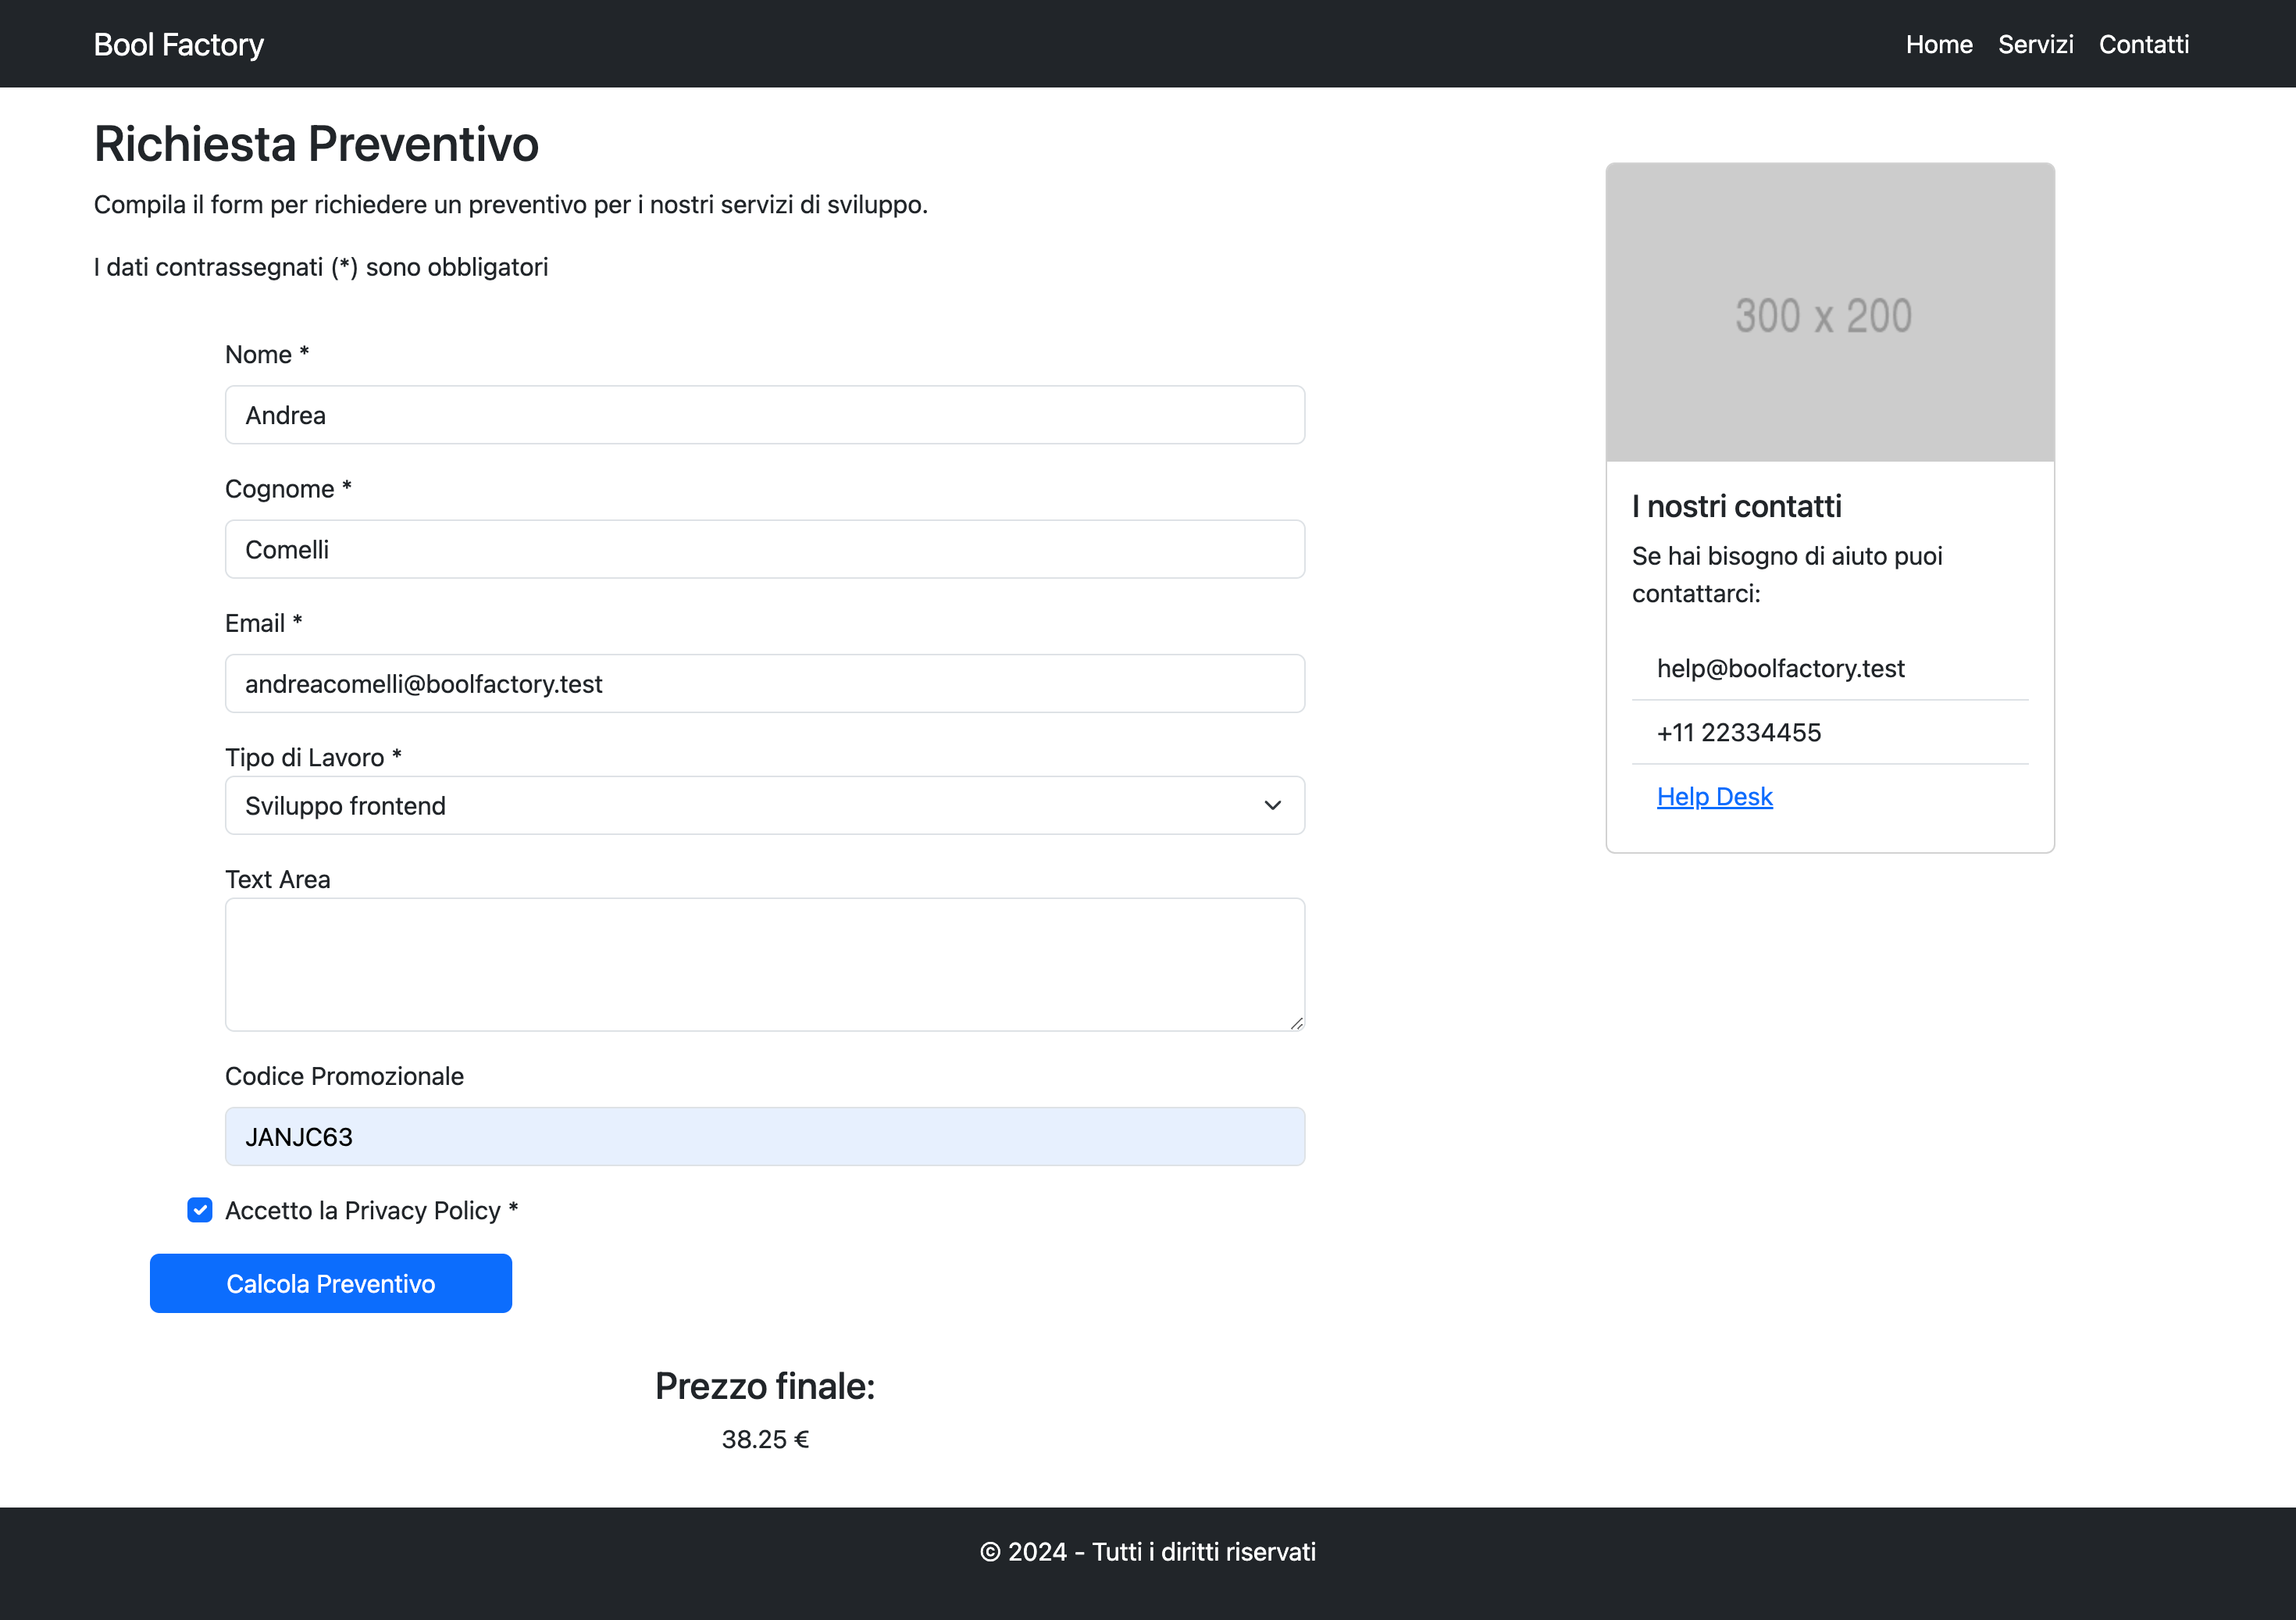 Bool Factory
Home Servizi Contatti
Richiesta Preventivo
Compila il form per richiedere un preventivo per i nostri servizi di sviluppo.
I dati contrassegnati (*) sono obbligatori
Nome *
Andrea
Cognome *
Comelli
Email *
andreacomelli@boolfactory.test
Tipo di Lavoro *
Sviluppo frontend
Text Area
Codice Promozionale
JANJC63
Accetto la Privacy Policy *
Calcola Preventivo
Prezzo finale:
38.25 €
300 x 200
I nostri contatti
Se hai bisogno di aiuto puoi
contattarci:
help@boolfactory.test
+11 22334455
Help Desk
© 2024 - Tutti i diritti riservati